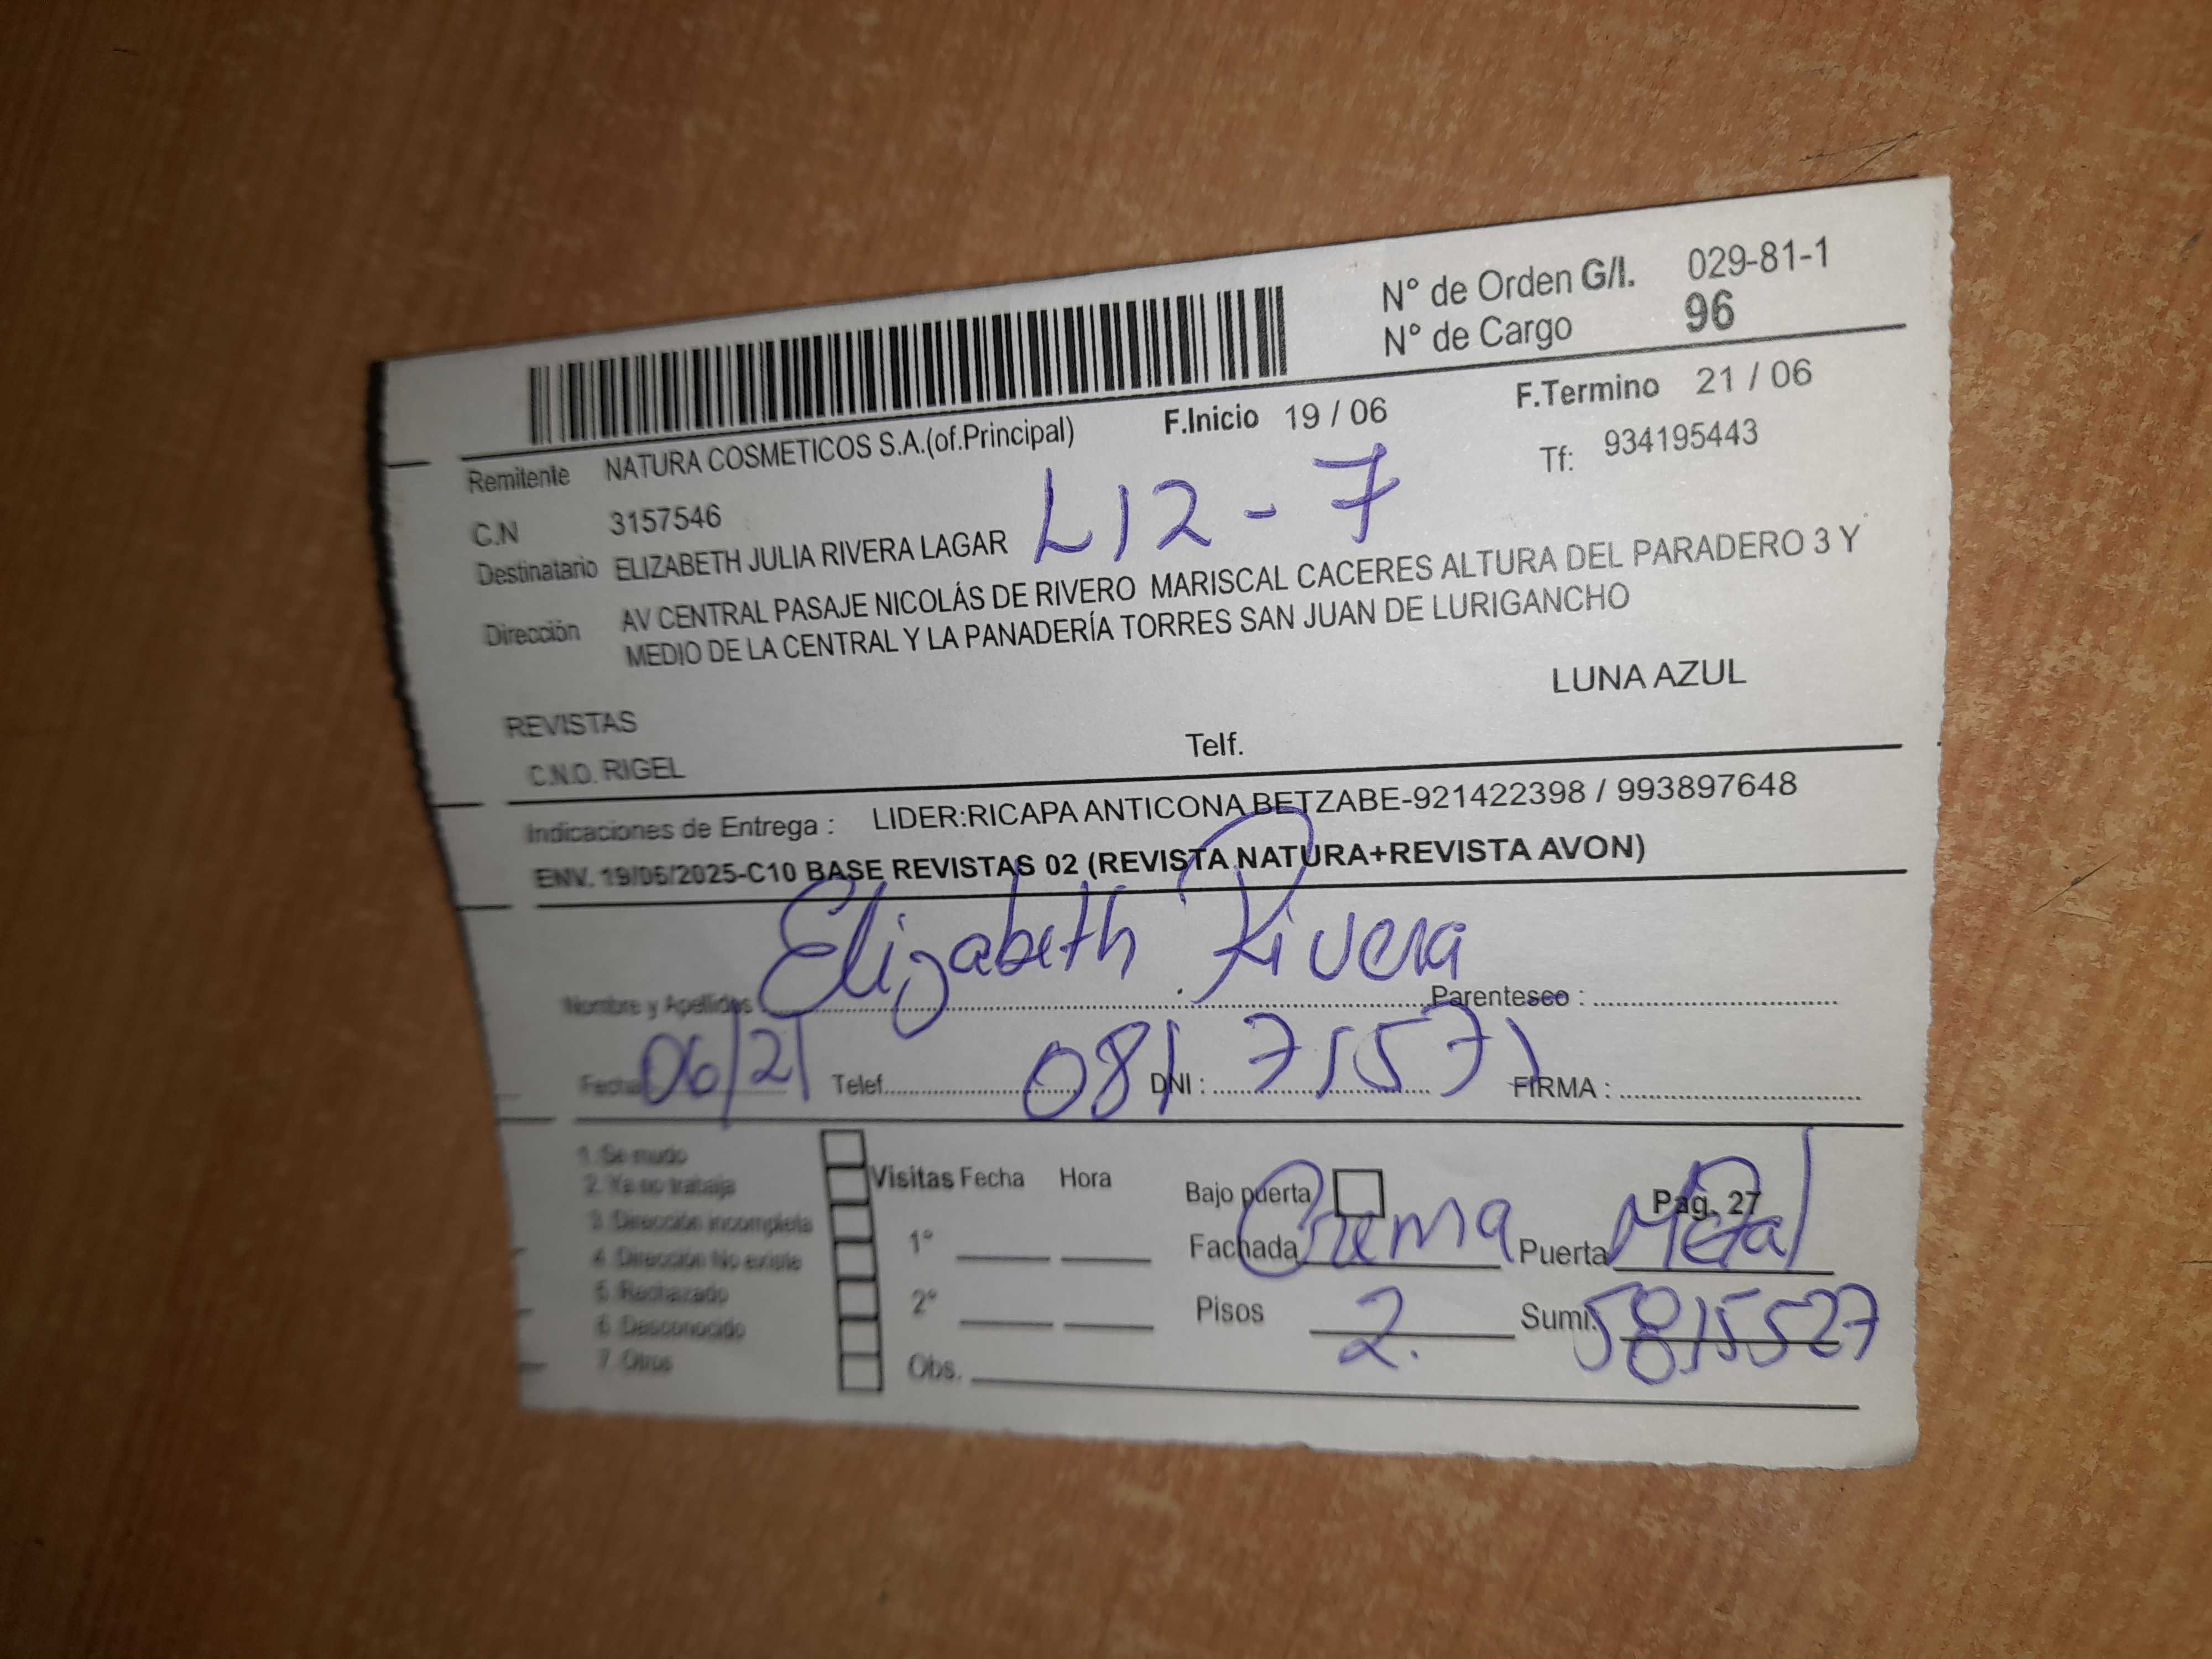 N° de Orden G/I. 029-81-1
N° de Cargo 96
F.Inicio 19 / 06 F.Termino 21 / 06
Remitente NATURA COSMETICOS S.A.(of.Principal) Tf: 934195443
C.N 3157546 L12-7
Destinatario ELIZABETH JULIA RIVERA LAGAR
Dirección AV CENTRAL PASAJE NICOLÁS DE RIVERO MARISCAL CACERES ALTURA DEL PARADERO 3 Y
MEDIO DE LA CENTRAL Y LA PANADERÍA TORRES SAN JUAN DE LURIGANCHO
LUNA AZUL
REVISTAS
C.N.O. RIGEL Telf.
Indicaciones de Entrega : LIDER:RICAPA ANTICONA BETZABE-921422398 / 993897648
ENV. 19/06/2025-C10 BASE REVISTAS 02 (REVISTA NATURA+REVISTA AVON)
Nombre y Apellidos Elizabeth Rivera Parentesco :
Fecha 06/21 Telef. DNI : 081 71571 FIRMA :
1. Se mudo
2. Ya no trabaja
3. Dirección incompleta
4. Dirección No existe
5. Rechazado
6. Desconocido
7. Otros
Visitas Fecha Hora
1°
2°
Obs.
Bajo puerta Pág. 27
Fachada Crema Puerta Metal
Pisos 2. Sumi. 5815527